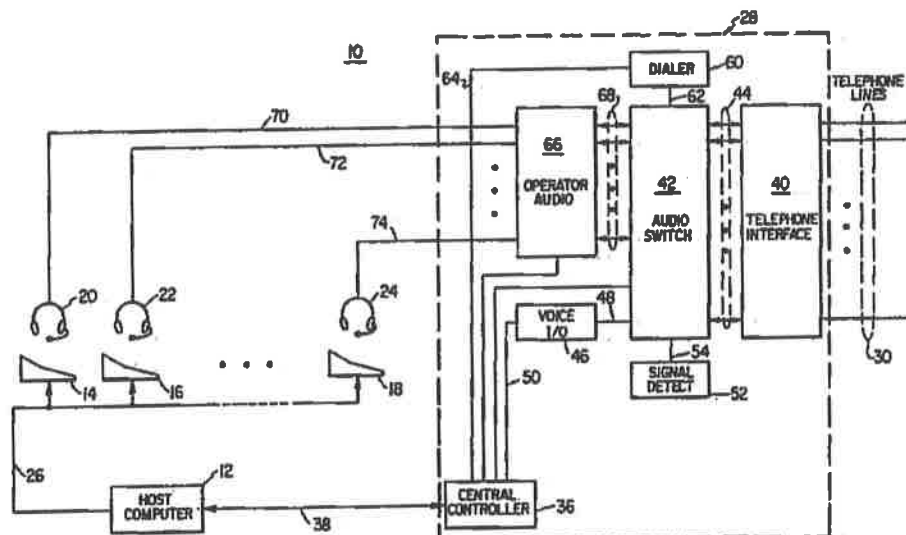 28
10
DIALER
60
64
62
68
44
TELEPHONE
LINES
70
72
66
OPERATOR
AUDIO
42
AUDIO
SWITCH
40
TELEPHONE
INTERFACE
74
20
22
24
VOICE
I/O
46
48
50
54
SIGNAL
DETECT
52
30
14
16
18
26
12
HOST
COMPUTER
38
CENTRAL
CONTROLLER
36